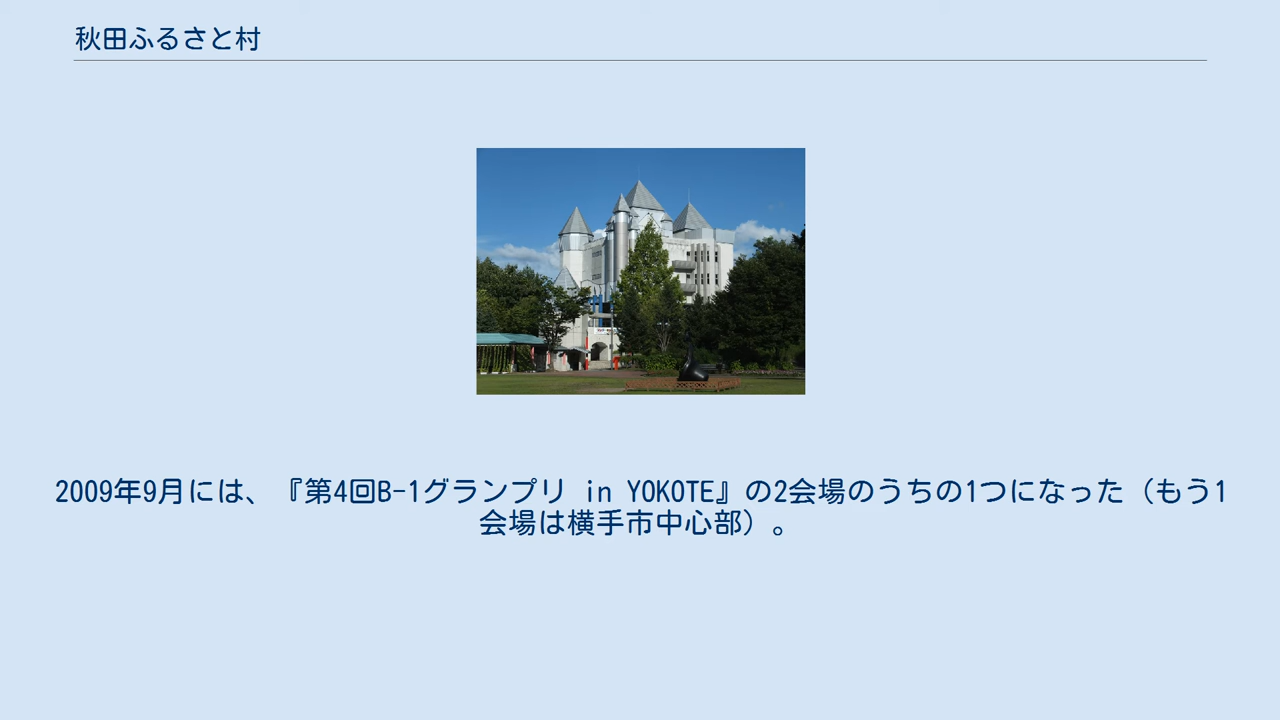 秋田ふるさと村
2009年9月には、『第4回B-1グランプリ in YOKOTE』の2会場のうちの1つになった（もう1
会場は横手市中心部）。